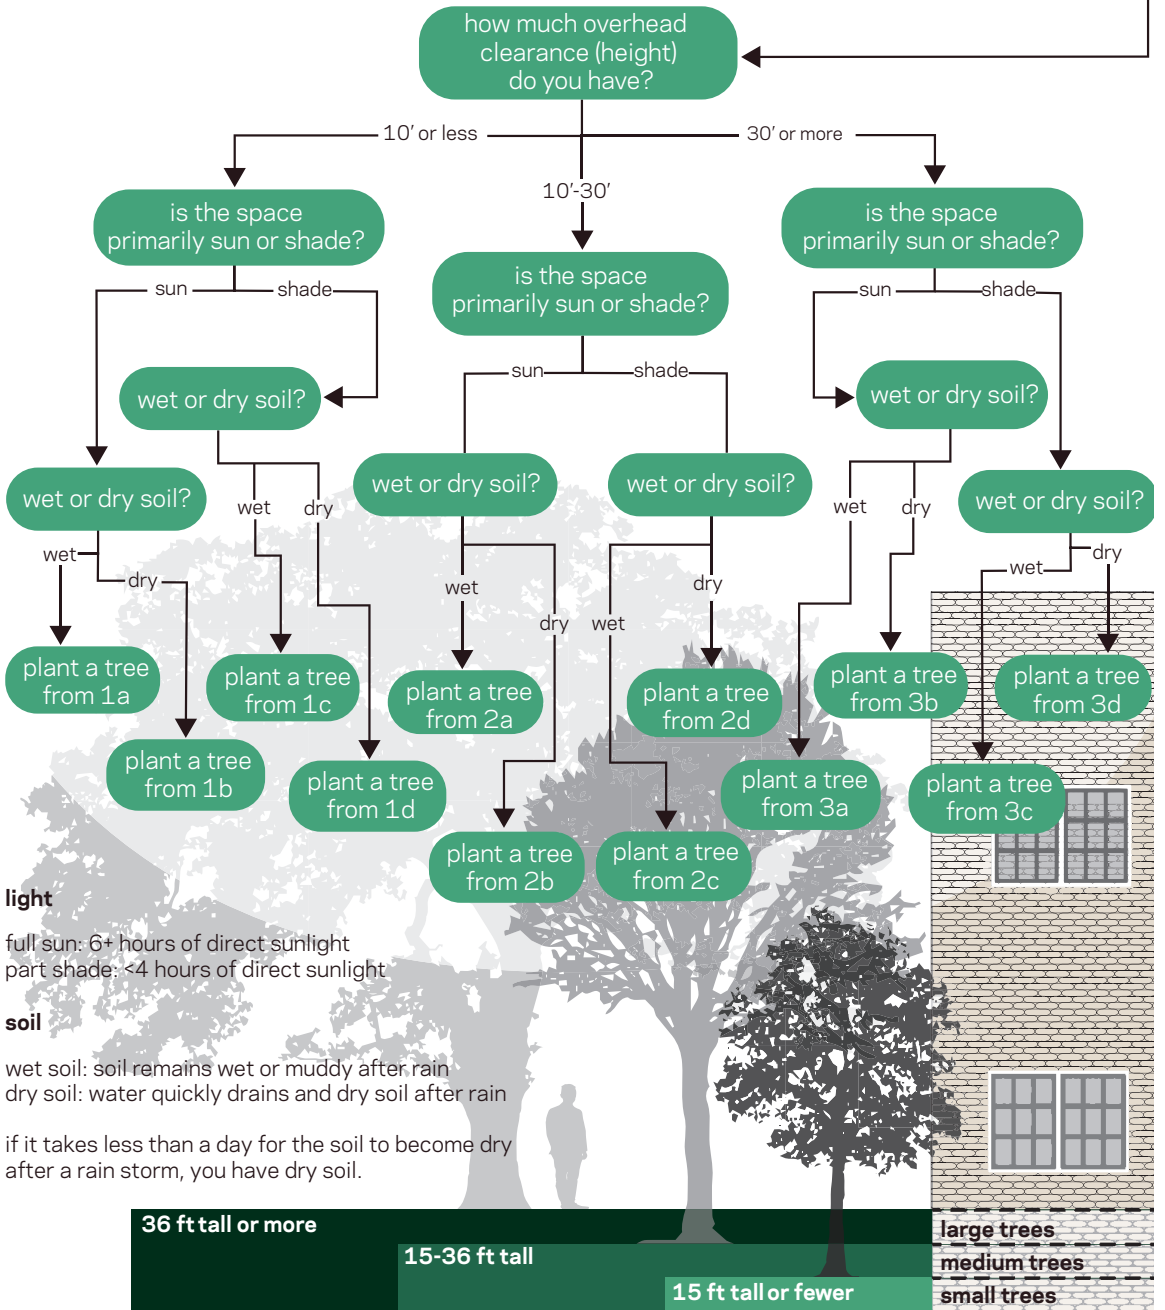 how much overhead
clearance (height)
do you have?
10' or less
30' or more
10'-30'
is the space
primarily sun or shade?
is the space
primarily sun or shade?
is the space
primarily sun or shade?
sun
shade
sun
shade
sun
shade
wet or dry soil?
wet or dry soil?
wet or dry soil?
wet or dry soil?
wet or dry soil?
wet or dry soil?
wet
dry
wet
dry
wet
dry
wet
dry
wet
dry
wet
dry
plant a tree
from 1a
plant a tree
from 1c
plant a tree
from 2a
plant a tree
from 2d
plant a tree
from 3b
plant a tree
from 3d
plant a tree
from 1b
plant a tree
from 1d
plant a tree
from 3a
plant a tree
from 3c
plant a tree
from 2b
plant a tree
from 2c
light
full sun: 6+ hours of direct sunlight
part shade: <4 hours of direct sunlight
soil
wet soil: soil remains wet or muddy after rain
dry soil: water quickly drains and dry soil after rain
if it takes less than a day for the soil to become dry
after a rain storm, you have dry soil.
36 ft tall or more
large trees
15-36 ft tall
medium trees
15 ft tall or fewer
small trees